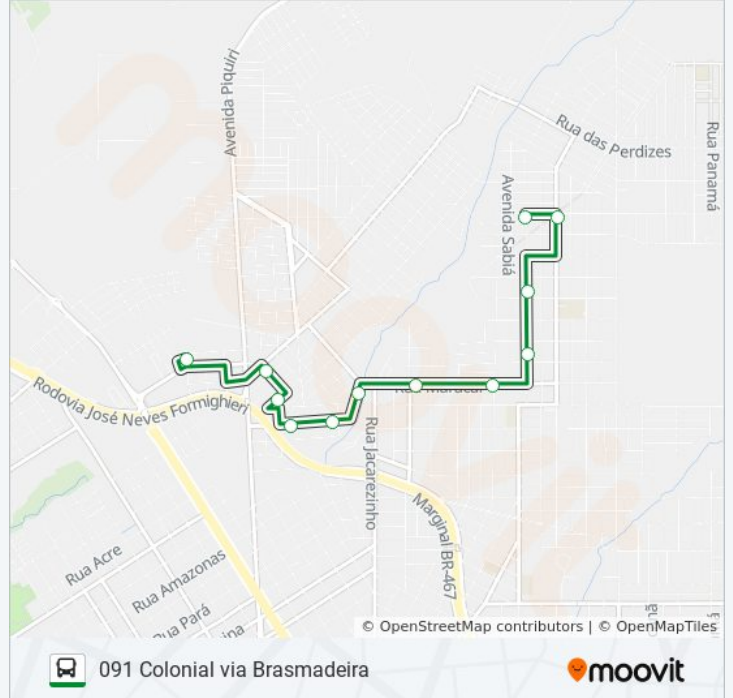 Avenida Piquiri
Rua das Perdizes
Rua Panamá
Avenida Sabiá
Rodovia José Neves Formighieri
Rua Jacarezinho
Marginal BR-467
Rua Acre
Rua Amazonas
Rua Pará
© OpenStreetMap contributors | © OpenMapTiles
091 Colonial via Brasmadeira
moovit